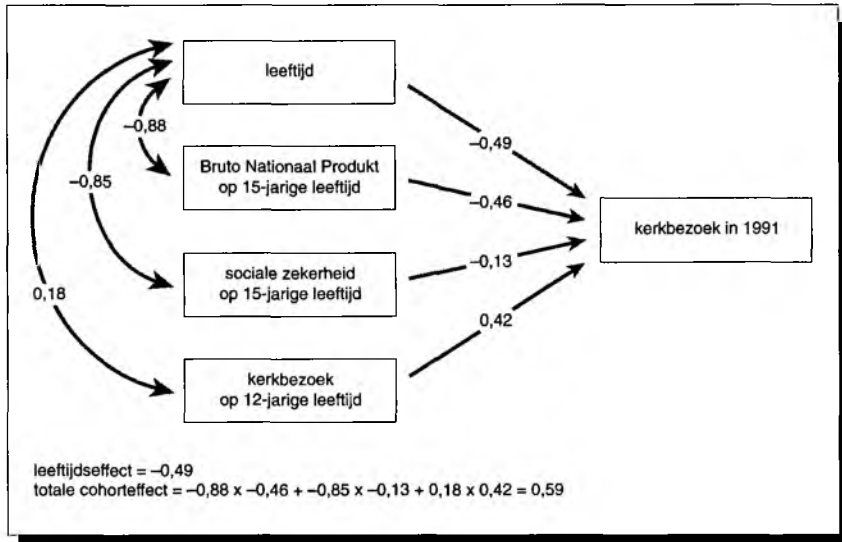 leeftijd
−0,88
−0,49
Bruto Nationaal Produkt
op 15-jarige leeftijd
−0,85
−0,46
kerkbezoek in 1991
sociale zekerheid
op 15-jarige leeftijd
−0,13
0,18
0,42
kerkbezoek
op 12-jarige leeftijd
leeftijdseffect = −0,49
totale cohorteffect = −0,88 x −0,46 + −0,85 x −0,13 + 0,18 x 0,42 = 0,59